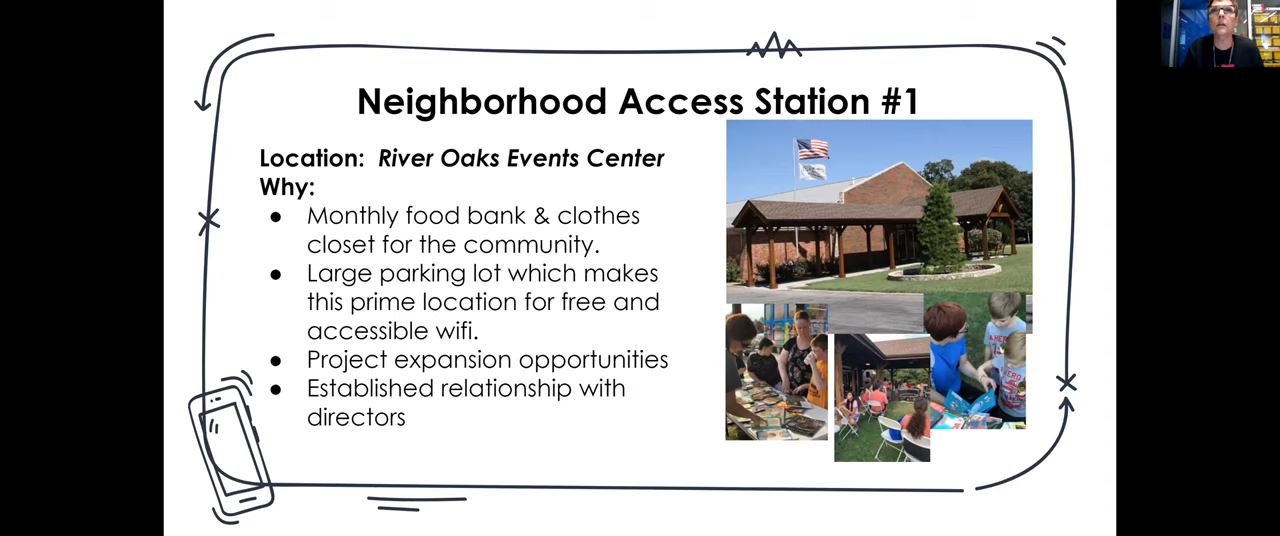 Neighborhood Access Station #1
Location: River Oaks Events Center
Why:
● Monthly food bank & clothes
closet for the community.
● Large parking lot which makes
this prime location for free and
accessible wifi.
● Project expansion opportunities
● Established relationship with
directors